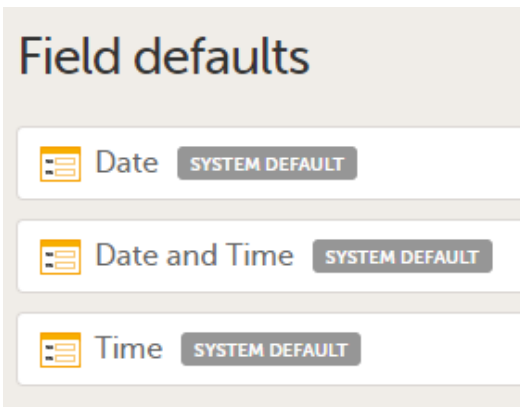 Field defaults
Date SYSTEM DEFAULT
Date and Time SYSTEM DEFAULT
Time SYSTEM DEFAULT